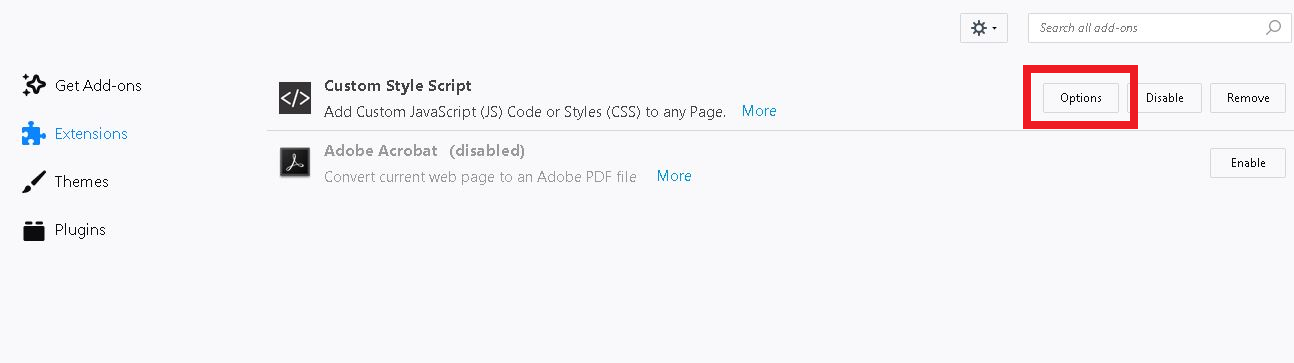 Search all add-ons
Get Add-ons
Extensions
Themes
Plugins
Custom Style Script
Add Custom JavaScript (JS) Code or Styles (CSS) to any Page. More
Options Disable Remove
Adobe Acrobat (disabled)
Convert current web page to an Adobe PDF file More
Enable